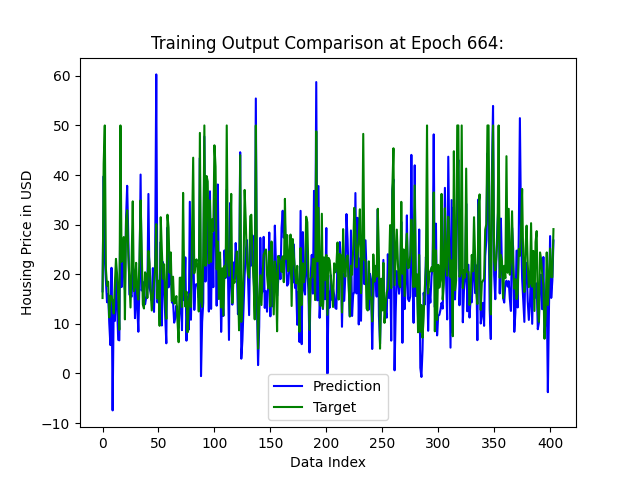 Training Output Comparison at Epoch 664:
60
50
40
30
20
10
0
−10
Housing Price in USD
Prediction
Target
0 50 100 150 200 250 300 350 400
Data Index